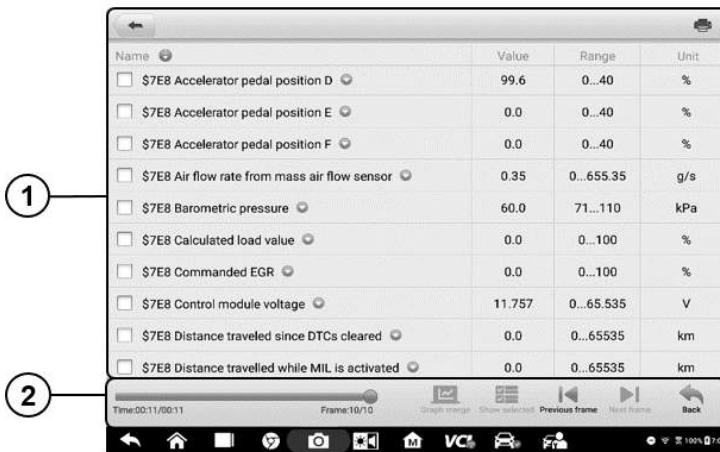 Name Value Range Unit
$7E8 Accelerator pedal position D 99.6 0...40 %
$7E8 Accelerator pedal position E 0.0 0...40 %
$7E8 Accelerator pedal position F 0.0 0...40 %
$7E8 Air flow rate from mass air flow sensor 0.35 0...655.35 g/s
$7E8 Barometric pressure 60.0 71...110 kPa
$7E8 Calculated load value 0.0 0...100 %
$7E8 Commanded EGR 0.0 0...100 %
$7E8 Control module voltage 11.757 0...65.535 V
$7E8 Distance traveled since DTCs cleared 0.0 0...65535 km
$7E8 Distance travelled while MIL is activated 0.0 0...65535 km
1
2
Time:00:11/00:11 Frame:10/10 Graph merge Show selected Previous frame Next frame Back
M VC 100%